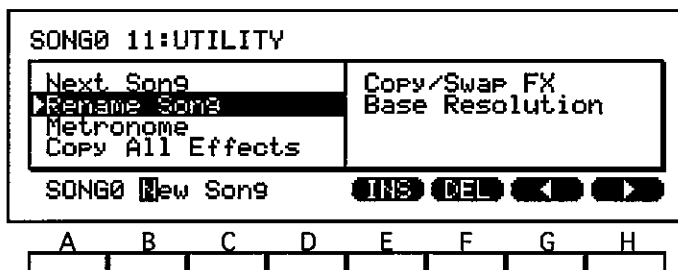 SONG0 11:UTILITY
Next Song
Rename Song
Metronome
Copy All Effects
Copy/Swap FX
Base Resolution
SONG0 New Song INS DEL
A B C D E F G H